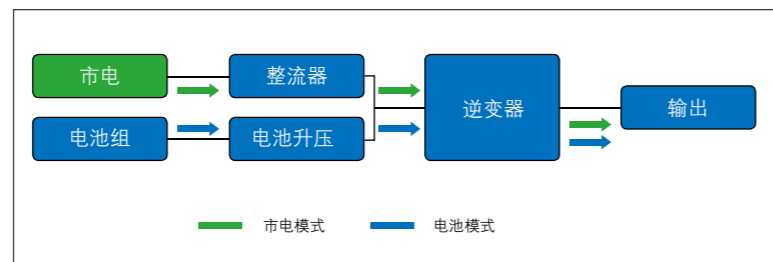 市电
整流器
逆变器
输出
电池组
电池升压
市电模式
电池模式